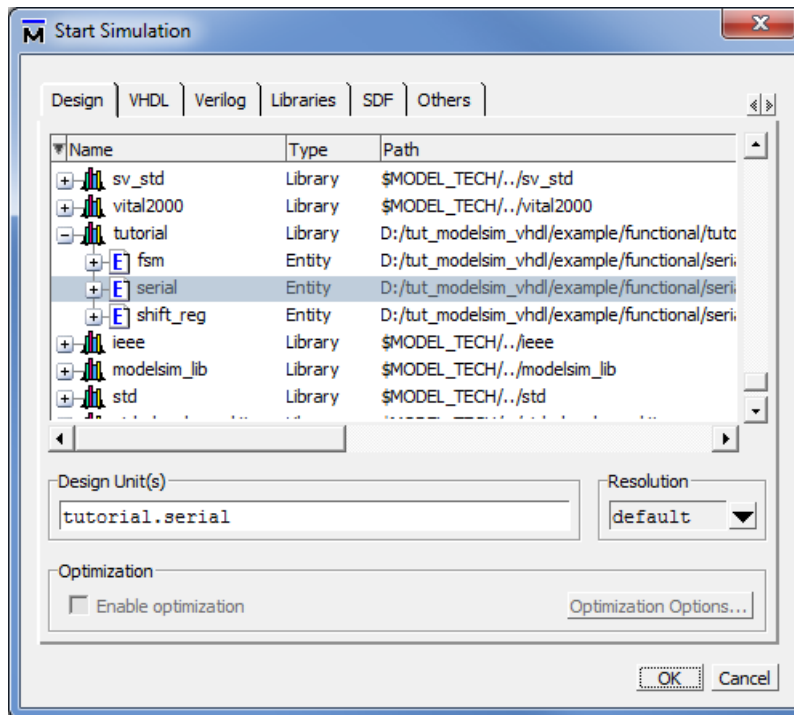 Start Simulation
Design VHDL Verilog Libraries SDF Others
Name Type Path
sv_std Library $MODEL_TECH/../sv_std
vital2000 Library $MODEL_TECH/../vital2000
tutorial Library D:/tut_modelsim_vhdl/example/functional/tuto
fsm Entity D:/tut_modelsim_vhdl/example/functional/seri
serial Entity D:/tut_modelsim_vhdl/example/functional/seri
shift_reg Entity D:/tut_modelsim_vhdl/example/functional/seri
ieee Library $MODEL_TECH/../ieee
modelsim_lib Library $MODEL_TECH/../modelsim_lib
std Library $MODEL_TECH/../std
Design Unit(s) Resolution
tutorial.serial default
Optimization
Enable optimization Optimization Options...
OK Cancel